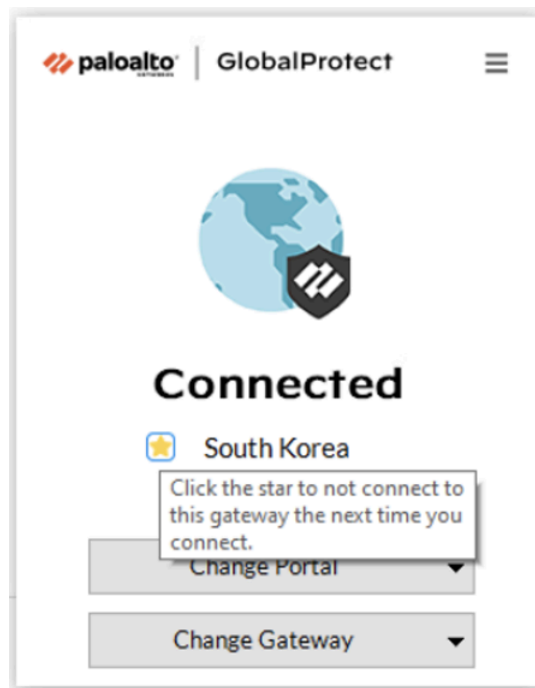 paloalto | GlobalProtect
NETWORKS
Connected
South Korea
Click the star to not connect to
this gateway the next time you
connect.
Change Portal
Change Gateway